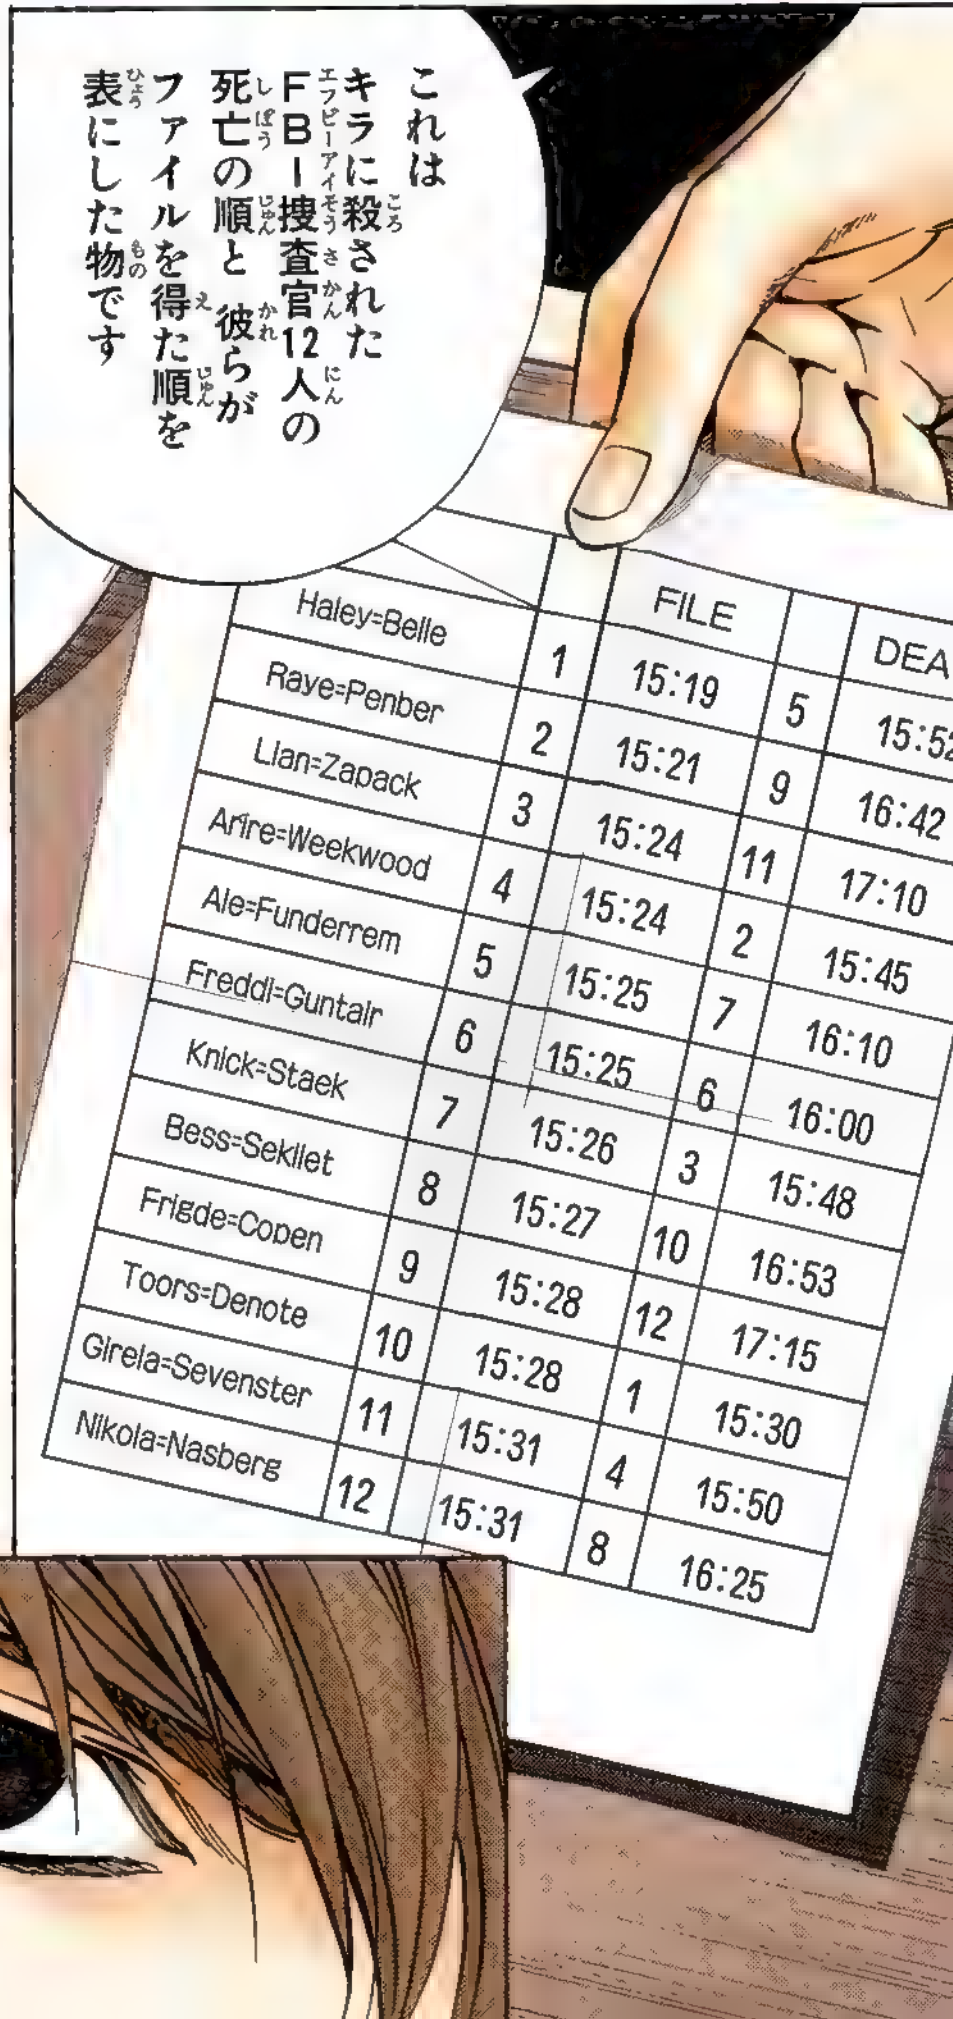 これは
キラに殺された
FBI捜査官12人の
死亡の順と 彼らが
ファイルを得た順を
表にした物です
FILE DEA
Haley=Belle 1 15:19 5 15:52
Raye=Penber 2 15:21 9 16:42
Lian=Zapack 3 15:24 11 17:10
Arire=Weekwood 4 15:24 2 15:45
Ale=Funderrem 5 15:25 7 16:10
Freddi=Guntair 6 15:25 6 16:00
Knick=Staek 7 15:26 3 15:48
Bess=Sekllet 8 15:27 10 16:53
Frigde=Copen 9 15:28 12 17:15
Toors=Denote 10 15:28 1 15:30
Girela=Sevenster 11 15:31 4 15:50
Nikola=Nasberg 12 15:31 8 16:25